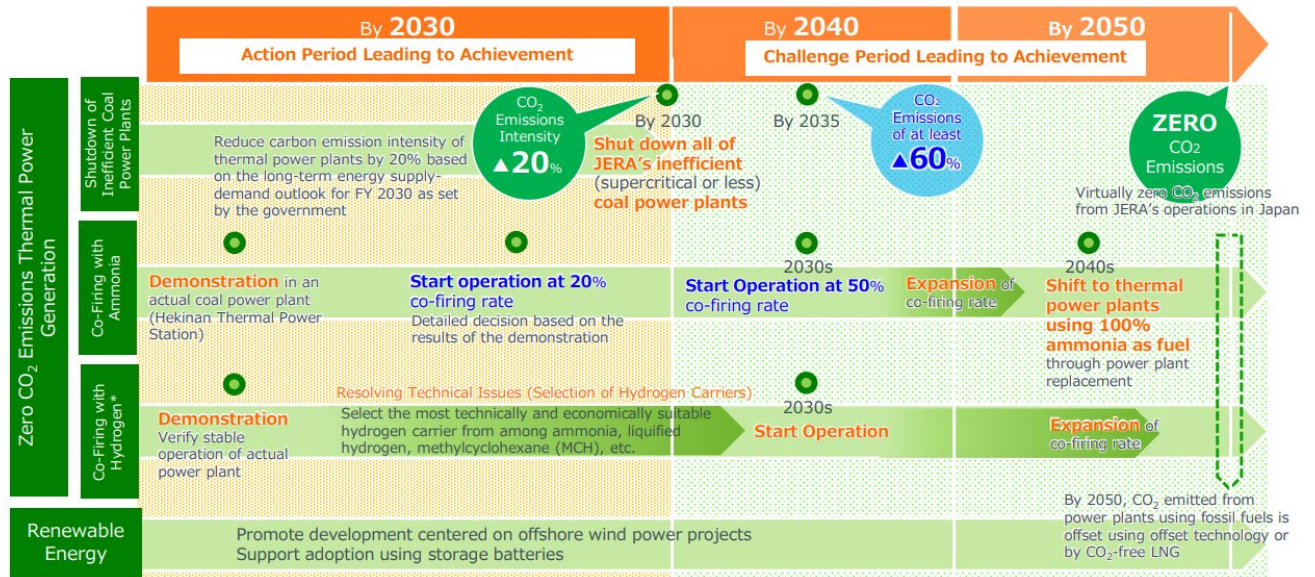 By 2030
Action Period Leading to Achievement
By 2040
By 2050
Challenge Period Leading to Achievement
Zero CO₂ Emissions Thermal Power
Generation
Shutdown of
Inefficient Coal
Power Plants
Reduce carbon emission intensity of
thermal power plants by 20% based
on the long-term energy supply-
demand outlook for FY 2030 as set
by the government
CO₂
Emissions
Intensity
▲20%
By 2030
Shut down all of
JERA's inefficient
(supercritical or less)
coal power plants
By 2035
CO₂
Emissions
of at least
▲60%
ZERO
CO₂
Emissions
Virtually zero CO₂ emissions
from JERA's operations in Japan
Co-Firing with
Ammonia
Demonstration in an
actual coal power plant
(Hekinan Thermal Power
Station)
Start operation at 20%
co-firing rate
Detailed decision based on the
results of the demonstration
2030s
Start Operation at 50%
co-firing rate
Expansion of
co-firing rate
2040s
Shift to thermal
power plants
using 100%
ammonia as fuel
through power plant
replacement
Co-Firing with
Hydrogen*
Demonstration
Verify stable
operation of actual
power plant
Resolving Technical Issues (Selection of Hydrogen Carriers)
Select the most technically and economically suitable
hydrogen carrier from among ammonia, liquified
hydrogen, methylcyclohexane (MCH), etc.
2030s
Start Operation
Expansion of
co-firing rate
Renewable
Energy
Promote development centered on offshore wind power projects
Support adoption using storage batteries
By 2050, CO₂ emitted from
power plants using fossil fuels is
offset using offset technology or
by CO₂-free LNG